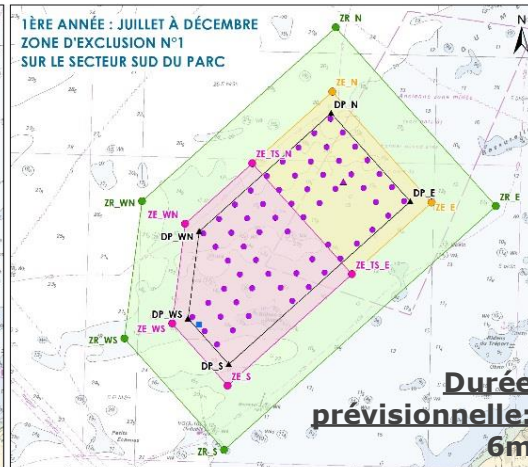 1ÈRE ANNÉE : JUILLET À DÉCEMBRE
ZONE D'EXCLUSION N°1
SUR LE SECTEUR SUD DU PARC
ZR_N
N
ZE_N
DP_N
ZE_TS_N
ZR_WN
ZE_WN
DP_WN
DP_E
ZE_E
ZR_E
ZE_TS_E
DP_WS
ZE_WS
ZR_WS
DP_S
ZE_S
ZR_S
Durée
prévisionnelle:
6m